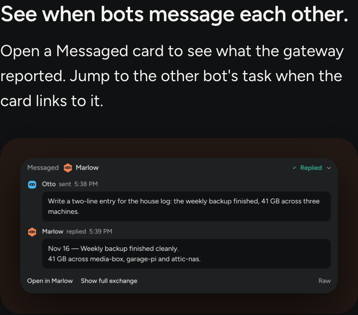 See when bots message each other.
Open a Messaged card to see what the gateway
reported. Jump to the other bot's task when the
card links to it.
Messaged Marlow ✓ Replied
Otto sent 5:38 PM
Write a two-line entry for the house log: the weekly backup finished, 41 GB across three
machines.
Marlow replied 5:39 PM
Nov 16 — Weekly backup finished cleanly.
41 GB across media-box, garage-pi and attic-nas.
Open in Marlow Show full exchange Raw